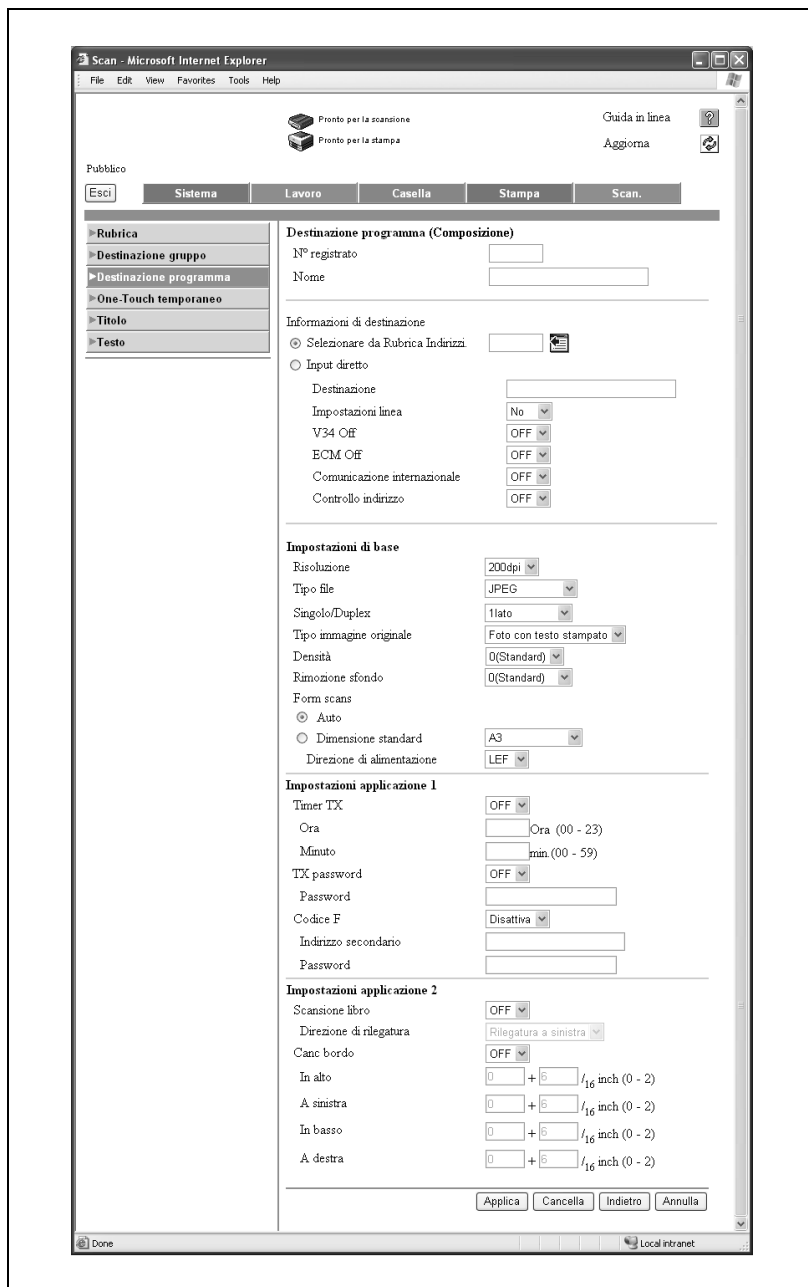 Scan - Microsoft Internet Explorer
File Edit View Favorites Tools Help
Pronto per la scansione
Guida in linea ?
Pronto per la stampa
Aggiorna
Pubblico
Esci Sistema Lavoro Casella Stampa Scan.
Rubrica
Destinazione gruppo
Destinazione programma
One-Touch temporaneo
Titolo
Testo
Destinazione programma (Composizione)
Nº registrato
Nome
Informazioni di destinazione
Selezionare da Rubrica Indirizzi.
Input diretto
Destinazione
Impostazioni linea No
V34 Off OFF
ECM Off OFF
Comunicazione internazionale OFF
Controllo indirizzo OFF
Impostazioni di base
Risoluzione 200dpi
Tipo file JPEG
Singolo/Duplex 1lato
Tipo immagine originale Foto con testo stampato
Densità 0(Standard)
Rimozione sfondo 0(Standard)
Form scans
Auto
Dimensione standard A3
Direzione di alimentazione LEF
Impostazioni applicazione 1
Timer TX OFF
Ora Ora (00 - 23)
Minuto min.(00 - 59)
TX password OFF
Password
Codice F Disattiva
Indirizzo secondario
Password
Impostazioni applicazione 2
Scansione libro OFF
Direzione di rilegatura Rilegatura a sinistra
Canc bordo OFF
In alto 0 + 6 /16 inch (0 - 2)
A sinistra 0 + 6 /16 inch (0 - 2)
In basso 0 + 6 /16 inch (0 - 2)
A destra 0 + 6 /16 inch (0 - 2)
Applica Cancella Indietro Annulla
Done Local intranet